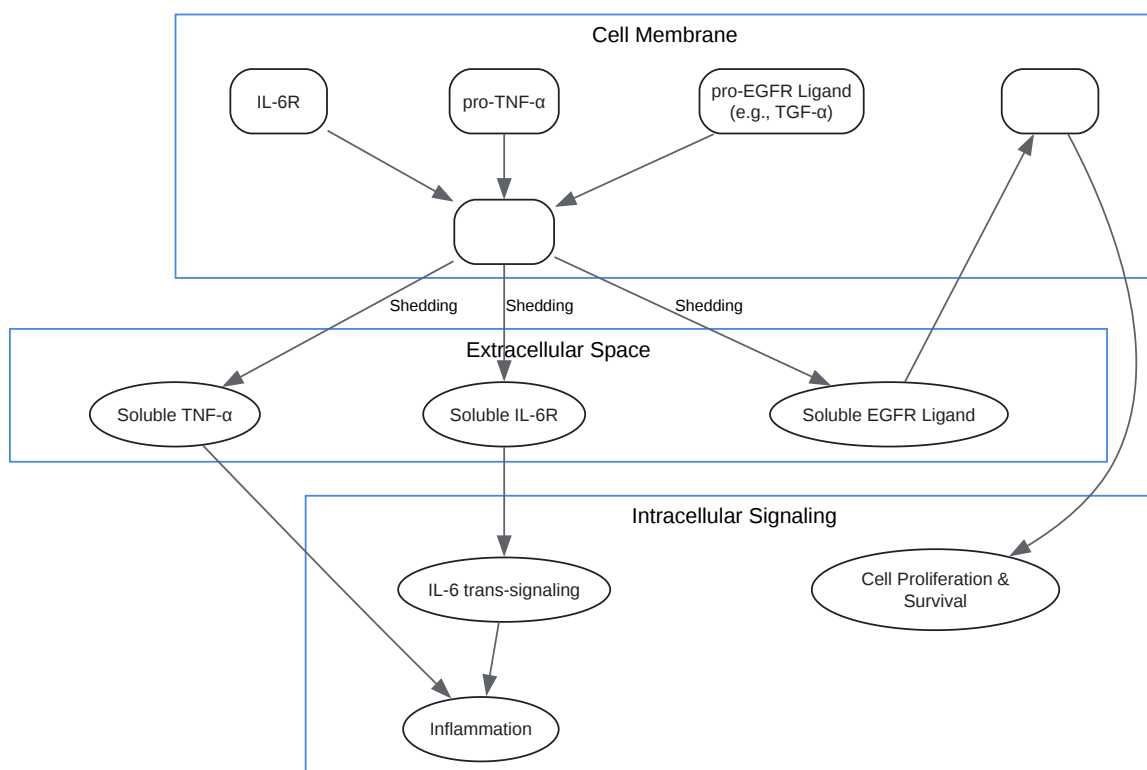 Cell Membrane
IL-6R
pro-TNF-α
pro-EGFR Ligand
(e.g., TGF-α)
Shedding
Shedding
Shedding
Extracellular Space
Soluble TNF-α
Soluble IL-6R
Soluble EGFR Ligand
Intracellular Signaling
IL-6 trans-signaling
Cell Proliferation &
Survival
Inflammation